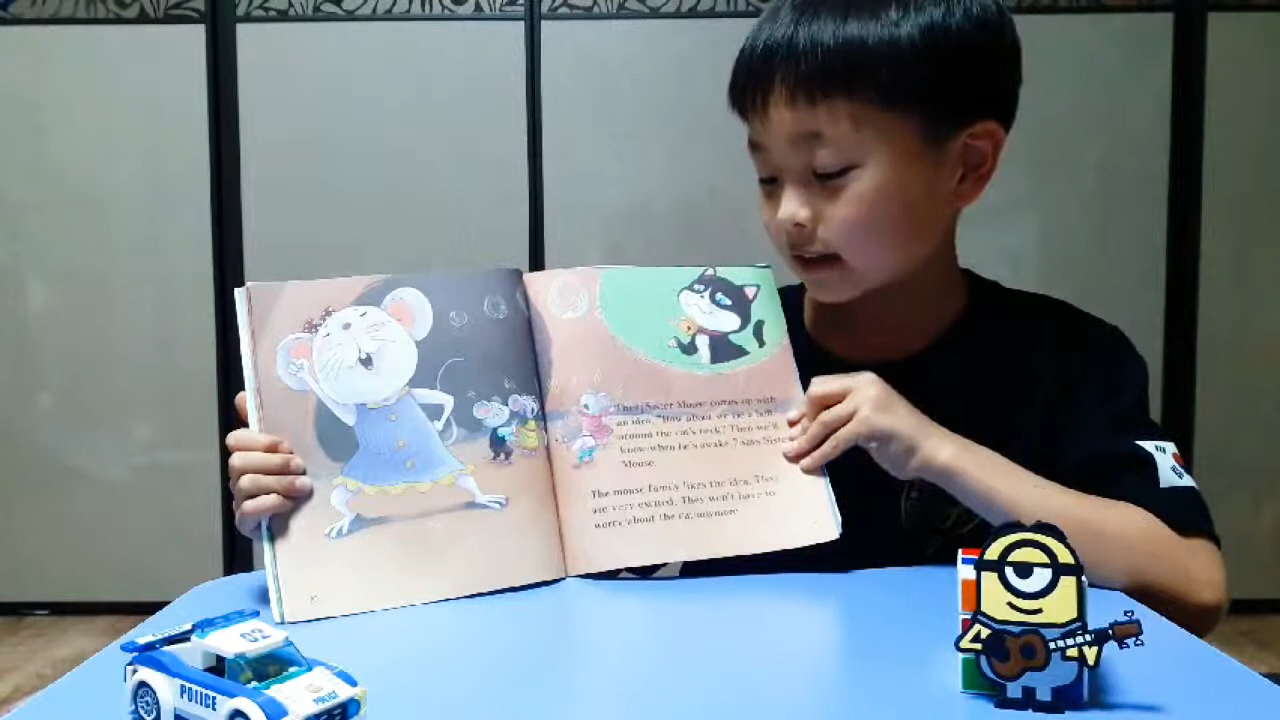 Then, Sister Mouse comes up with
an idea. "How about we tie a bell
around the cat's neck? Then we'll
know when he's awake," says Sister
Mouse.
The mouse family likes the idea. They
are very excited. They won't have to
worry about the cat anymore.
02
POLICE
POLICE